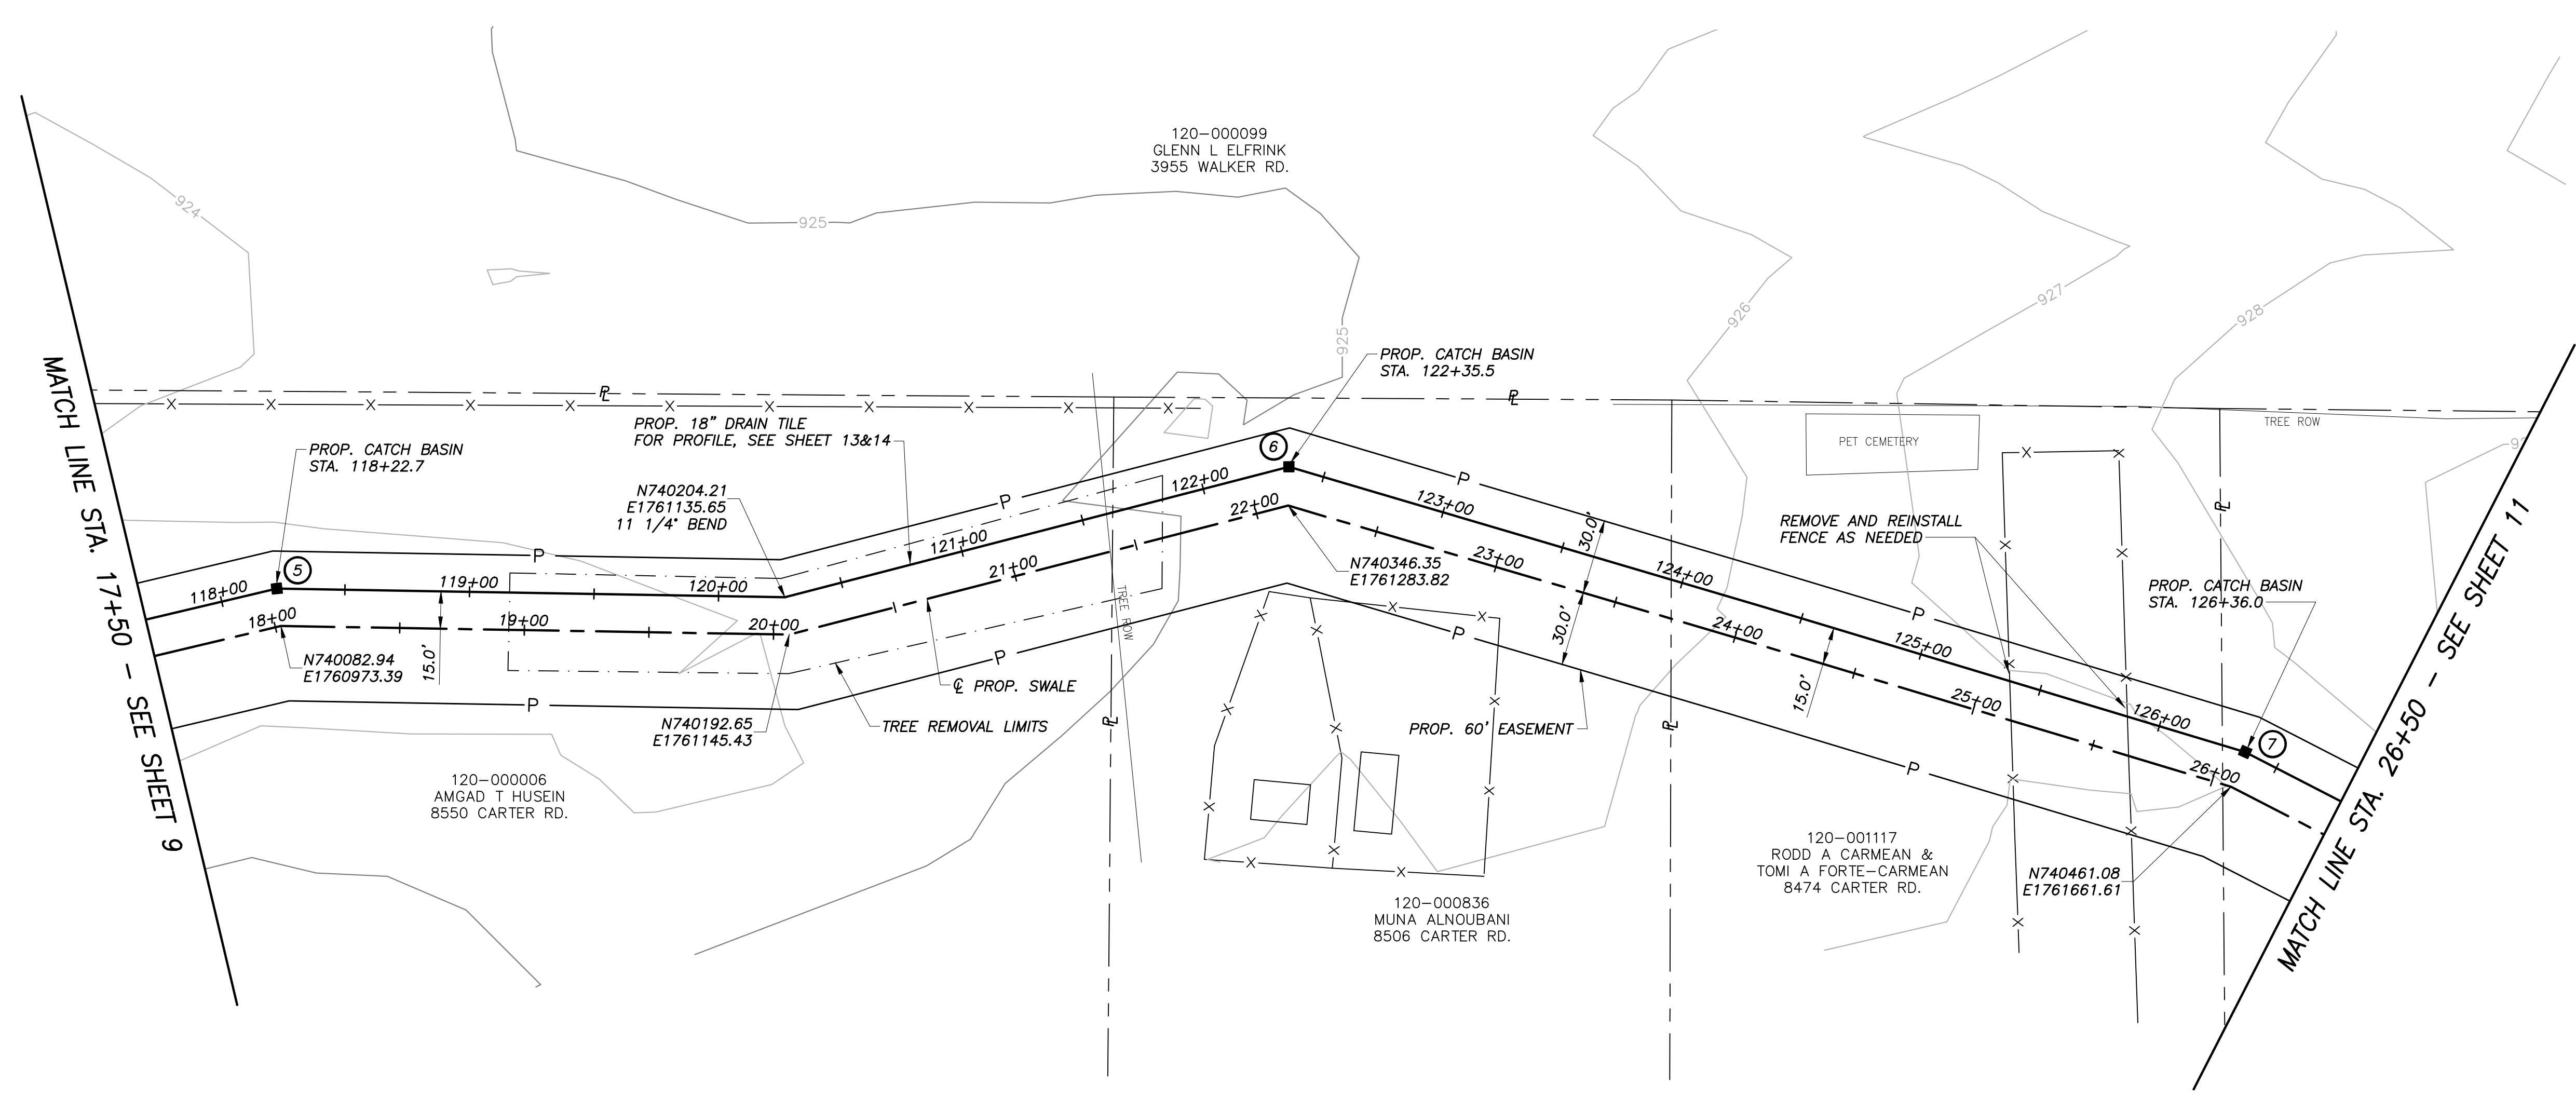 120-000099
GLENN L ELFRINK
3955 WALKER RD.
924
925
925
926
927
928
MATCH LINE STA. 17+50 - SEE SHEET 9
PROP. CATCH BASIN
STA. 122+35.5
PROP. 18" DRAIN TILE
FOR PROFILE, SEE SHEET 13&14
PROP. CATCH BASIN
STA. 118+22.7
N740204.21
E1761135.65
11 1/4° BEND
PET CEMETERY
TREE ROW
REMOVE AND REINSTALL
FENCE AS NEEDED
PROP. CATCH BASIN
STA. 126+36.0
MATCH LINE STA. 26+50 - SEE SHEET 11
5
6
7
118+00
119+00
120+00
121+00
122+00
123+00
124+00
125+00
126+00
18+00
19+00
20+00
21+00
22+00
23+00
24+00
25+00
26+00
15.0'
30.0'
30.0'
15.0'
N740346.35
E1761283.82
N740082.94
E1760973.39
℄ PROP. SWALE
TREE REMOVAL LIMITS
TREE ROW
N740192.65
E1761145.43
PROP. 60' EASEMENT
120-000006
AMGAD T HUSEIN
8550 CARTER RD.
120-000836
MUNA ALNOUBANI
8506 CARTER RD.
120-001117
RODD A CARMEAN &
TOMI A FORTE-CARMEAN
8474 CARTER RD.
N740461.08
E1761661.61
P
P
P
P
P
P
P
P
PL
PL
PL
PL
PL